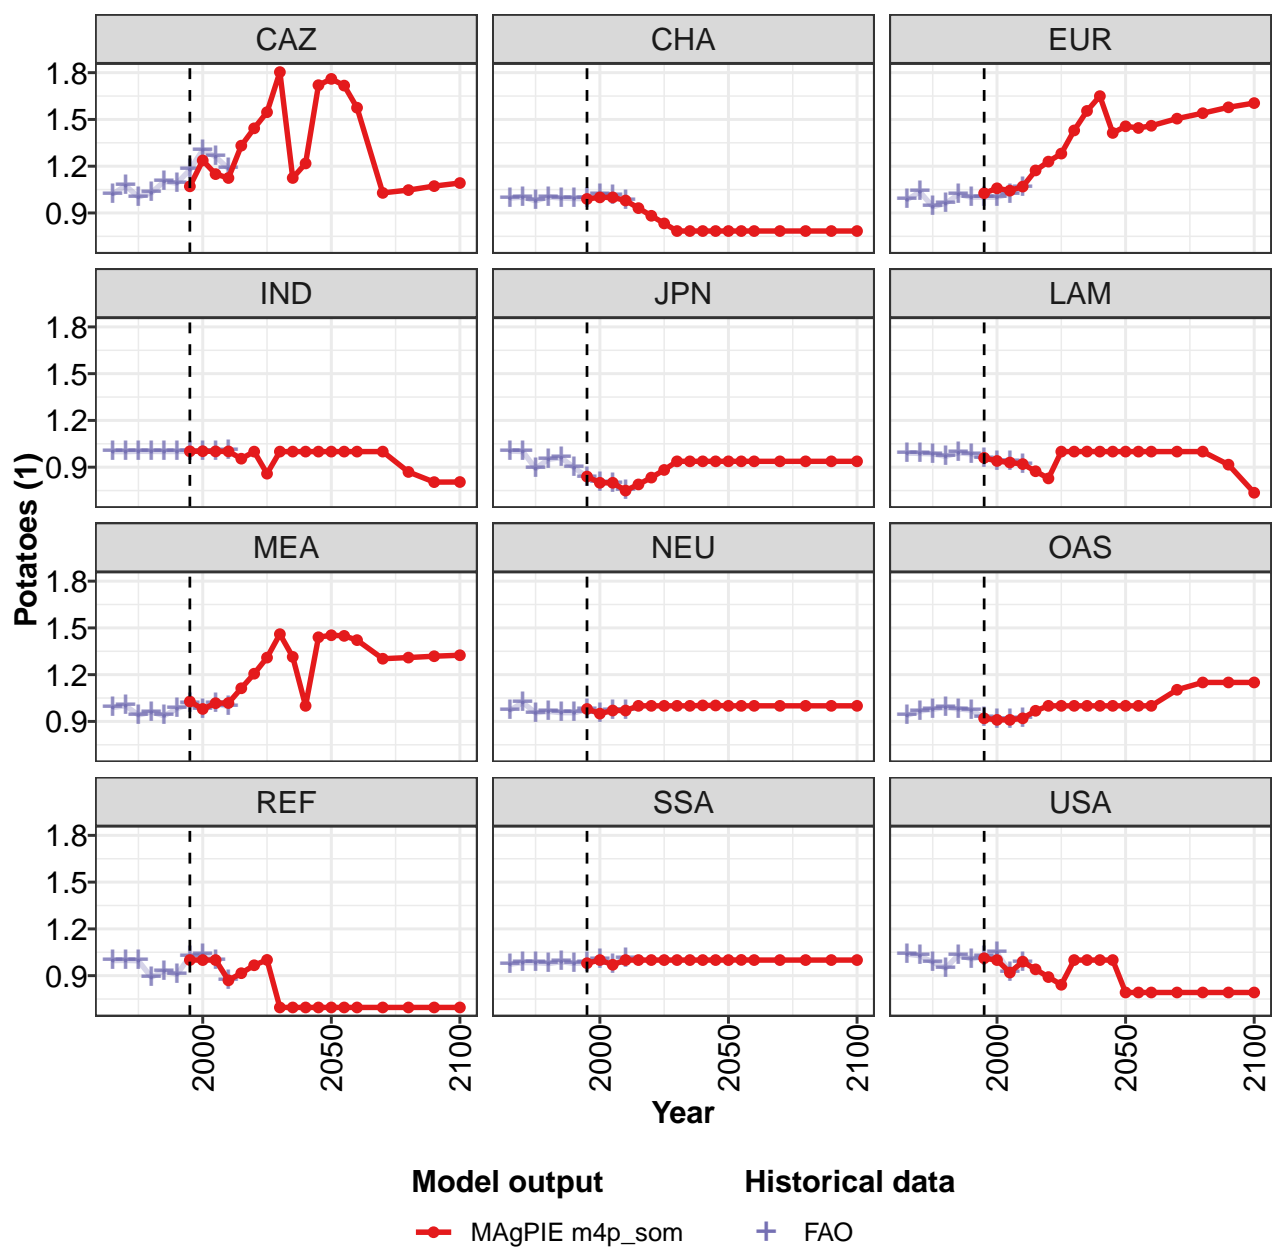 CAZ CHA EUR
1.8
1.5
1.2
0.9
IND JPN LAM
1.8
1.5
1.2
0.9
MEA NEU OAS
1.8
1.5
1.2
0.9
REF SSA USA
1.8
1.5
1.2
0.9
Potatoes (1)
2000 2050 2100 2000 2050 2100 2000 2050 2100
Year
Model output Historical data
MAgPIE m4p_som FAO